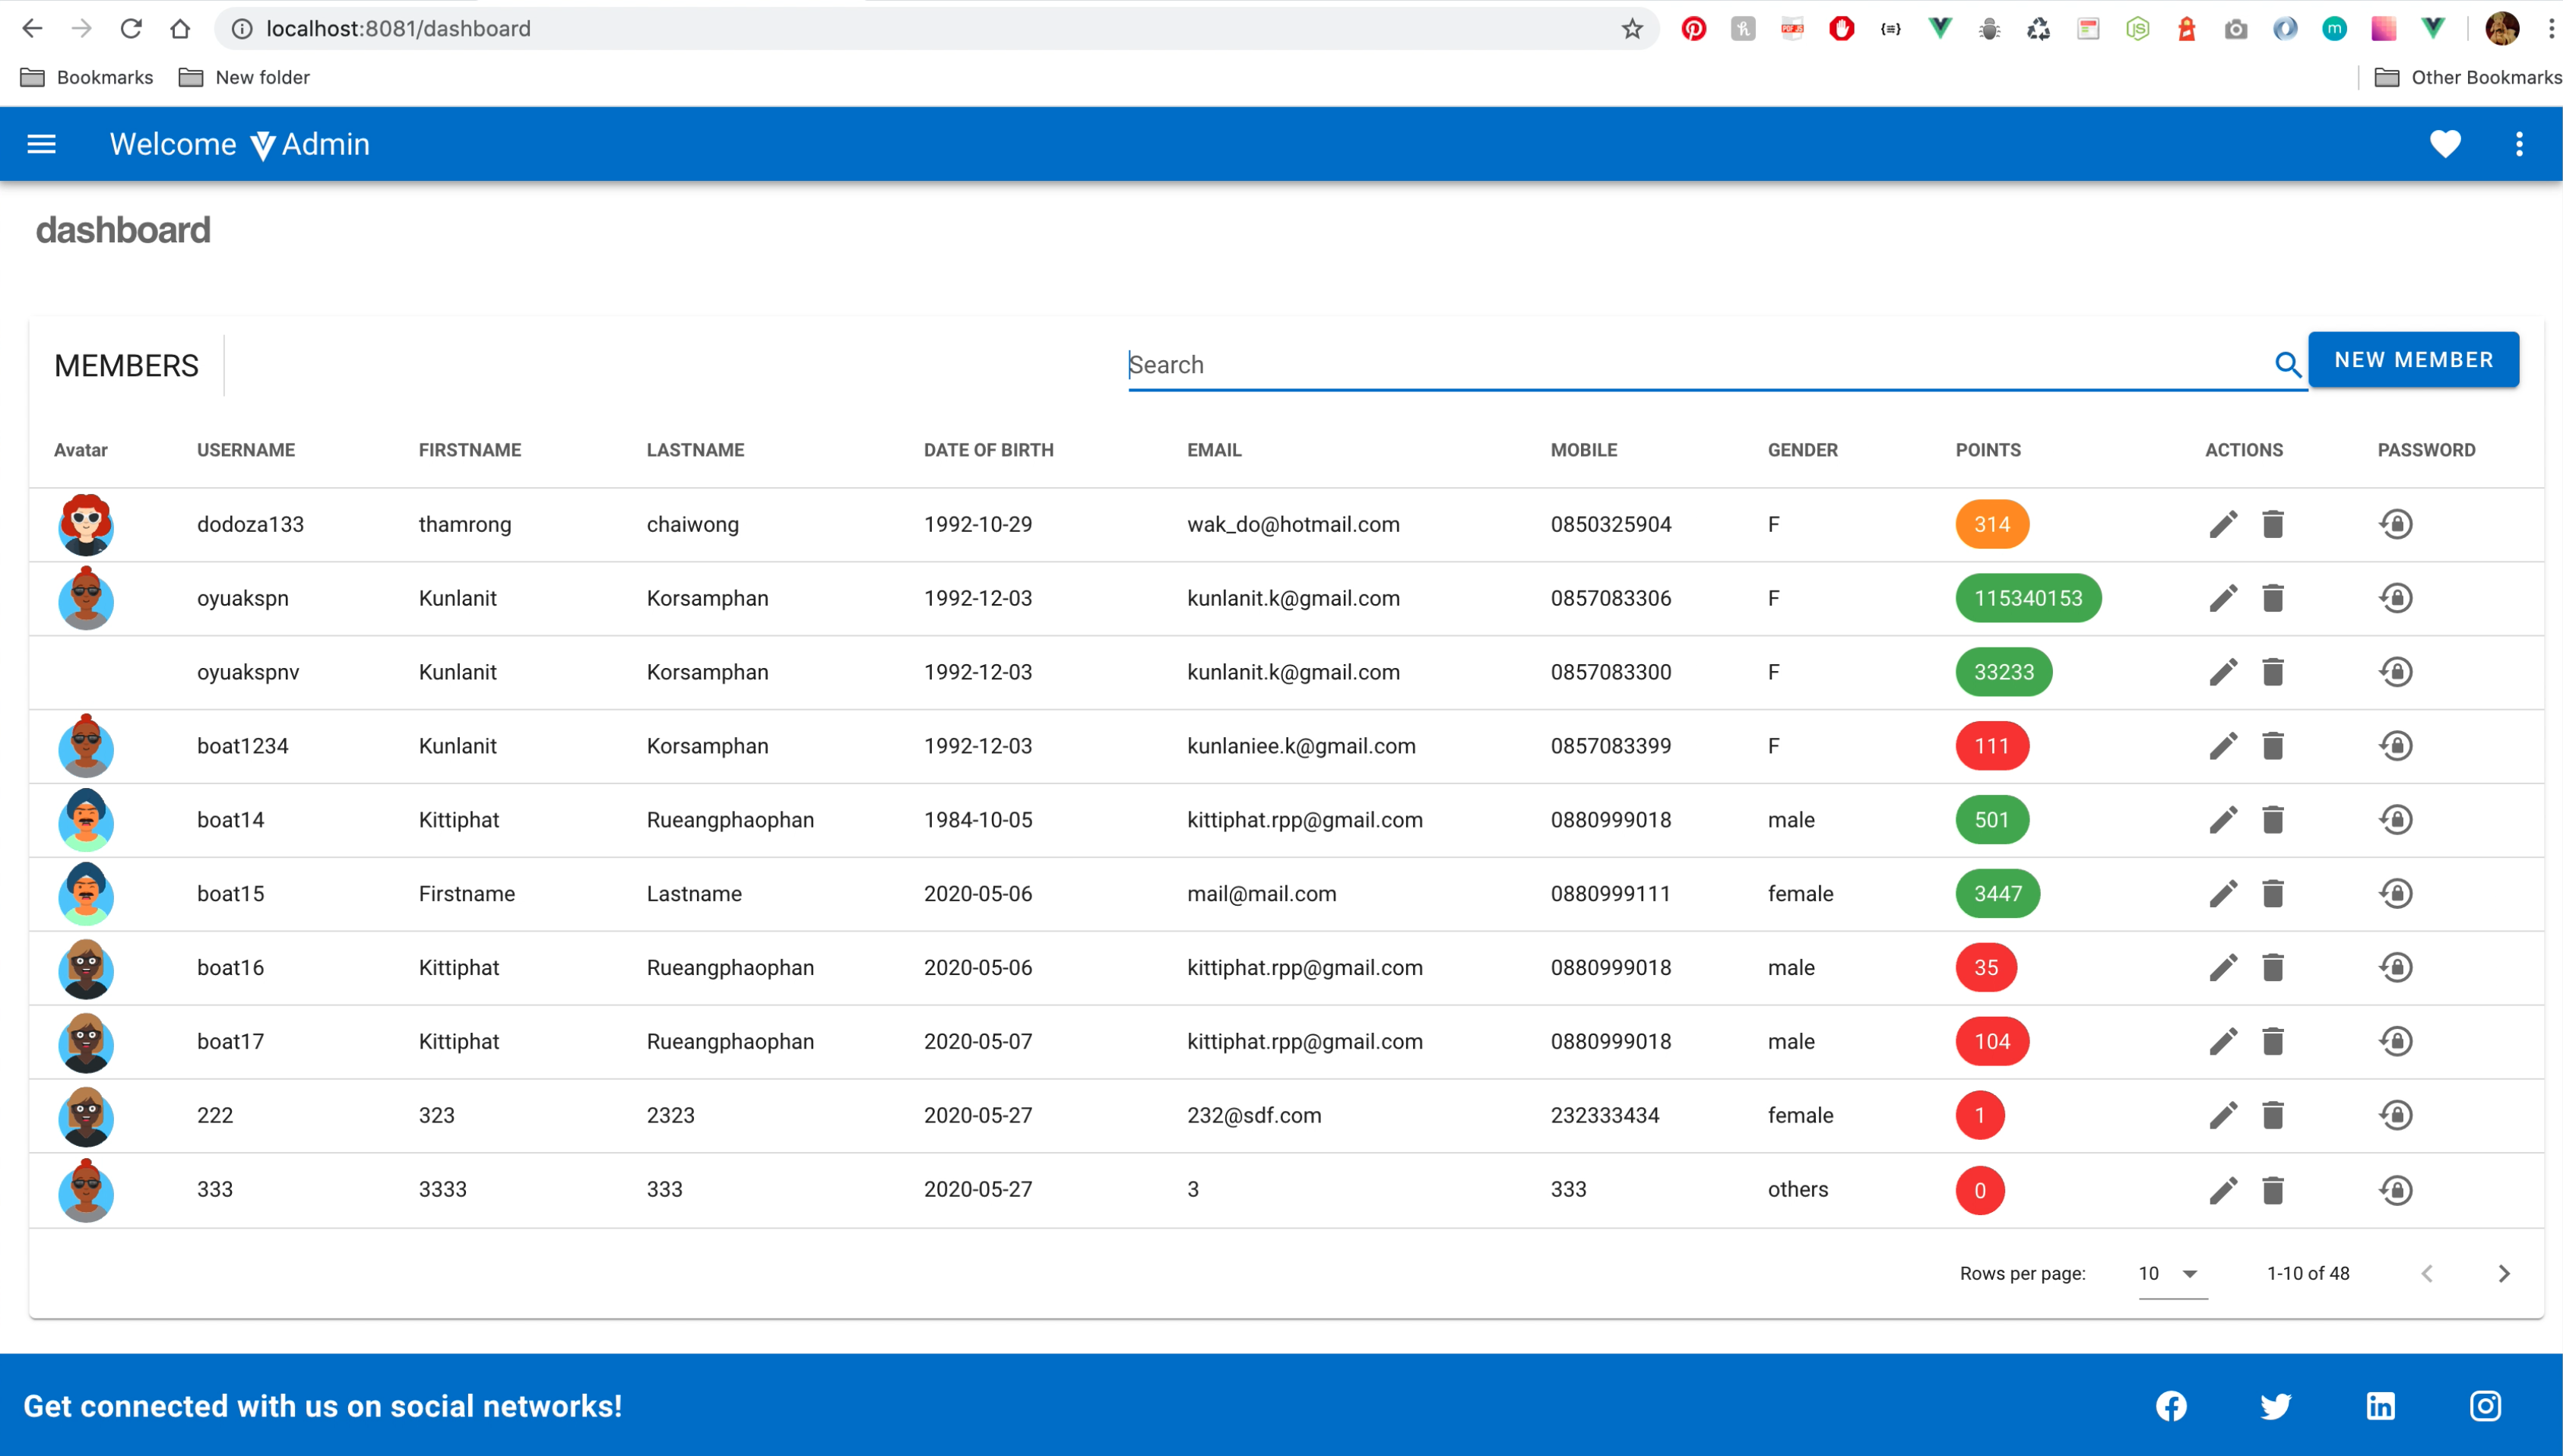 localhost:8081/dashboard
Bookmarks New folder Other Bookmarks
Welcome Admin
dashboard
MEMBERS Search NEW MEMBER
Avatar USERNAME FIRSTNAME LASTNAME DATE OF BIRTH EMAIL MOBILE GENDER POINTS ACTIONS PASSWORD
dodoza133 thamrong chaiwong 1992-10-29 wak_do@hotmail.com 0850325904 F 314
oyuakspn Kunlanit Korsamphan 1992-12-03 kunlanit.k@gmail.com 0857083306 F 115340153
oyuakspnv Kunlanit Korsamphan 1992-12-03 kunlanit.k@gmail.com 0857083300 F 33233
boat1234 Kunlanit Korsamphan 1992-12-03 kunlaniee.k@gmail.com 0857083399 F 111
boat14 Kittiphat Rueangphaophan 1984-10-05 kittiphat.rpp@gmail.com 0880999018 male 501
boat15 Firstname Lastname 2020-05-06 mail@mail.com 0880999111 female 3447
boat16 Kittiphat Rueangphaophan 2020-05-06 kittiphat.rpp@gmail.com 0880999018 male 35
boat17 Kittiphat Rueangphaophan 2020-05-07 kittiphat.rpp@gmail.com 0880999018 male 104
222 323 2323 2020-05-27 232@sdf.com 232333434 female 1
333 3333 333 2020-05-27 3 333 others 0
Rows per page: 10 1-10 of 48
Get connected with us on social networks!